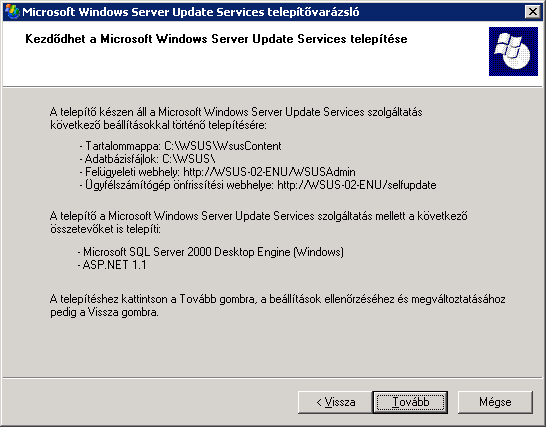 Microsoft Windows Server Update Services telepítővarázsló
Kezdődhet a Microsoft Windows Server Update Services telepítése
A telepítő készen áll a Microsoft Windows Server Update Services szolgáltatás
következő beállításokkal történő telepítésére:
- Tartalommappa: C:\WSUS\WsusContent
- Adatbázisfájlok: C:\WSUS\
- Felügyeleti webhely: http://WSUS-02-ENU/WSUSAdmin
- Ügyfélszámítógép önfrissítési webhelye: http://WSUS-02-ENU/selfupdate
A telepítő a Microsoft Windows Server Update Services szolgáltatás mellett a következő
összetevőket is telepíti:
- Microsoft SQL Server 2000 Desktop Engine (Windows)
- ASP.NET 1.1
A telepítéshez kattintson a Tovább gombra, a beállítások ellenőrzéséhez és megváltoztatásához
pedig a Vissza gombra.
< Vissza Tovább Mégse